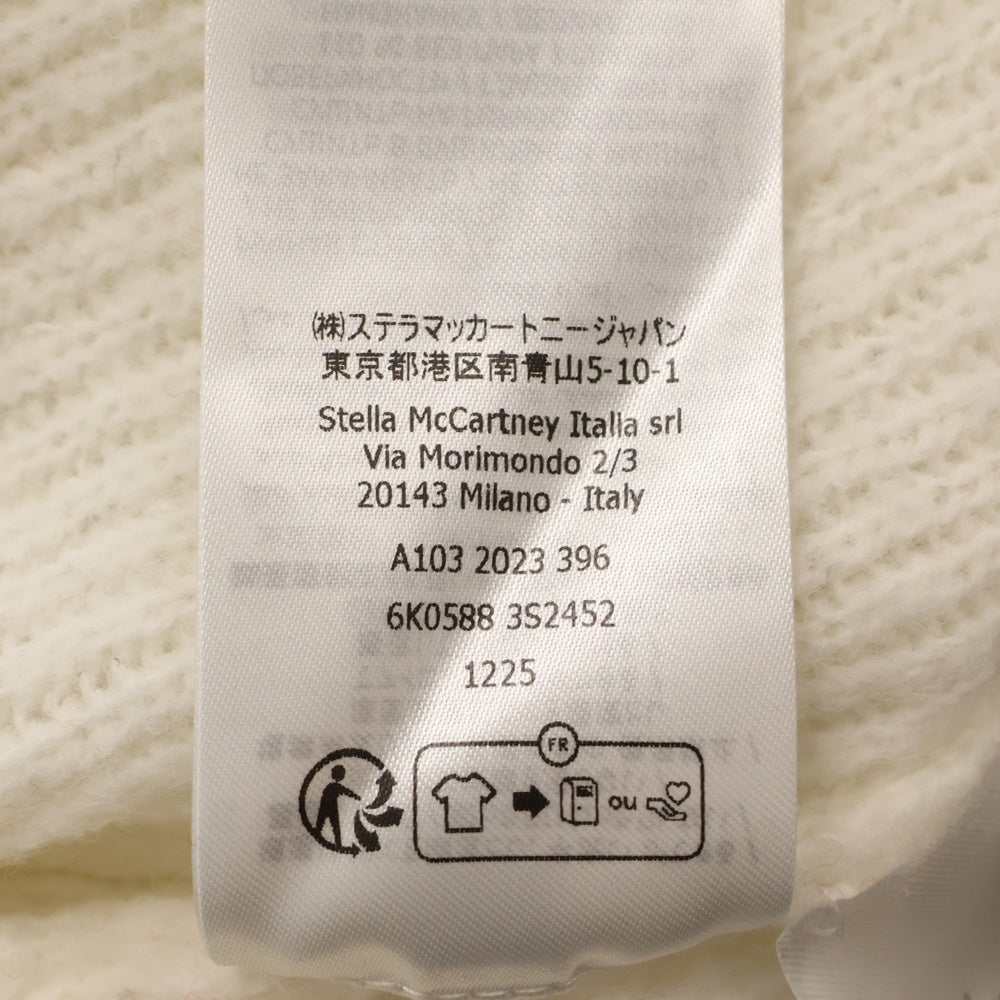 ㈱ステラマッカートニージャパン
東京都港区南青山5-10-1
Stella McCartney Italia srl
Via Morimondo 2/3
20143 Milano - Italy
A103 2023 396
6K0588 3S2452
1225
FR
ou